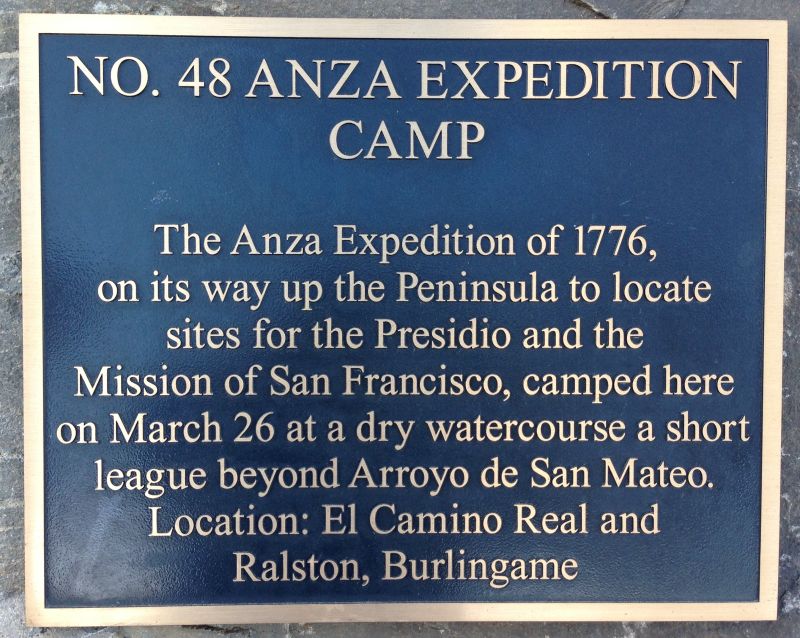 NO. 48 ANZA EXPEDITION
CAMP
The Anza Expedition of 1776,
on its way up the Peninsula to locate
sites for the Presidio and the
Mission of San Francisco, camped here
on March 26 at a dry watercourse a short
league beyond Arroyo de San Mateo.
Location: El Camino Real and
Ralston, Burlingame